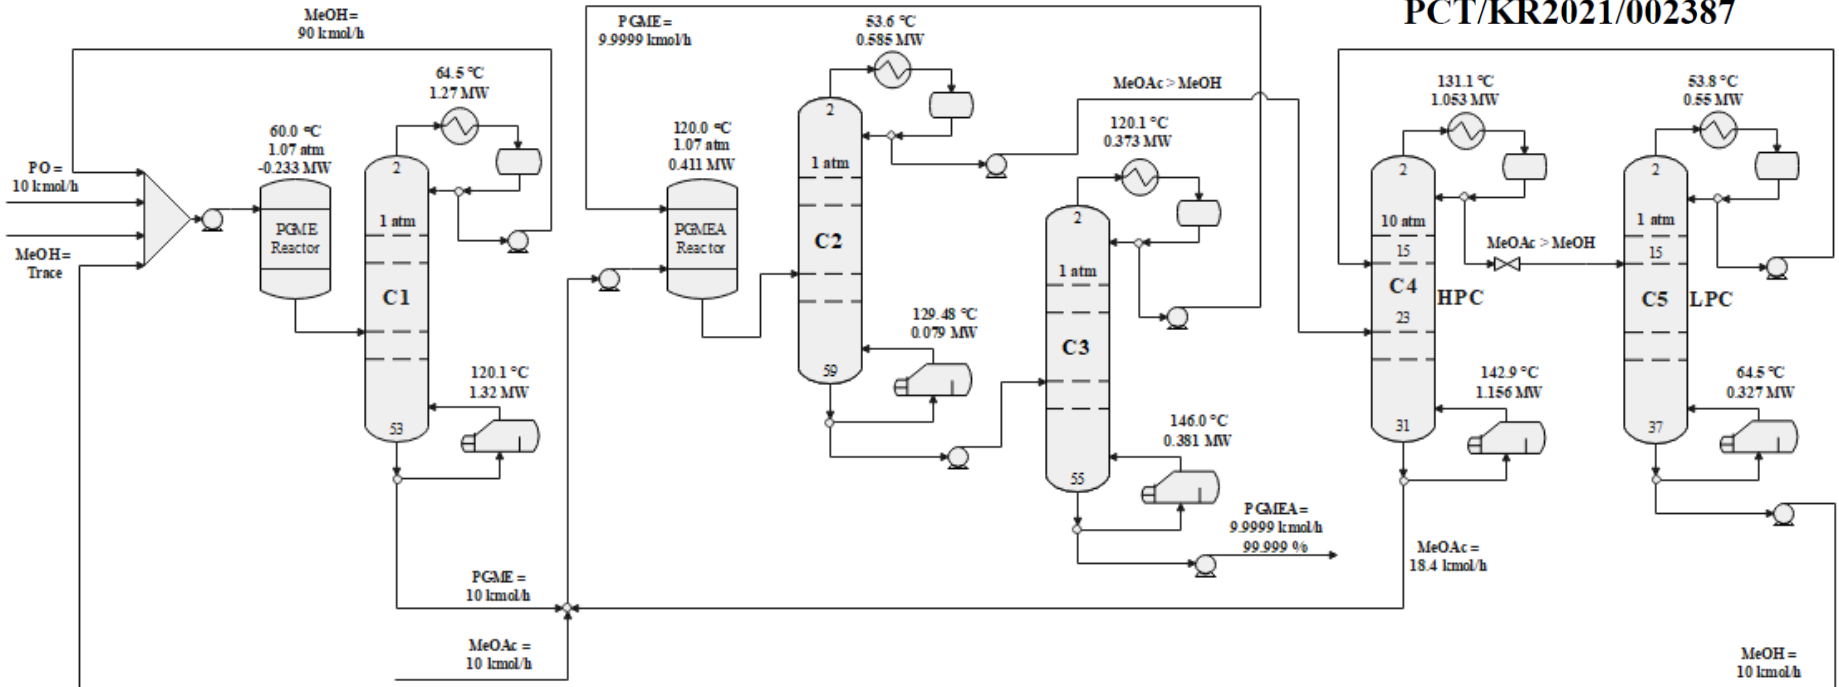 PCT/KR2021/002387
MeOH =
90 kmol/h
64.5 °C
1.27 MW
60.0 °C
1.07 atm
-0.233 MW
PO =
10 kmol/h
MeOH =
Trace
PGME
Reactor
2
1 atm
C1
53
120.1 °C
1.32 MW
PGME =
10 kmol/h
MeOAc =
10 kmol/h
PGME =
9.9999 kmol/h
120.0 °C
1.07 atm
0.411 MW
PGMEA
Reactor
53.6 °C
0.585 MW
2
1 atm
C2
59
129.48 °C
0.079 MW
MeOAc > MeOH
120.1 °C
0.373 MW
2
1 atm
C3
55
146.0 °C
0.381 MW
PGMEA =
9.9999 kmol/h
99.999 %
131.1 °C
1.053 MW
2
10 atm
15
C4
HPC
23
31
142.9 °C
1.156 MW
MeOAc =
18.4 kmol/h
MeOAc > MeOH
53.8 °C
0.55 MW
2
1 atm
15
C5
LPC
37
64.5 °C
0.327 MW
MeOH =
10 kmol/h